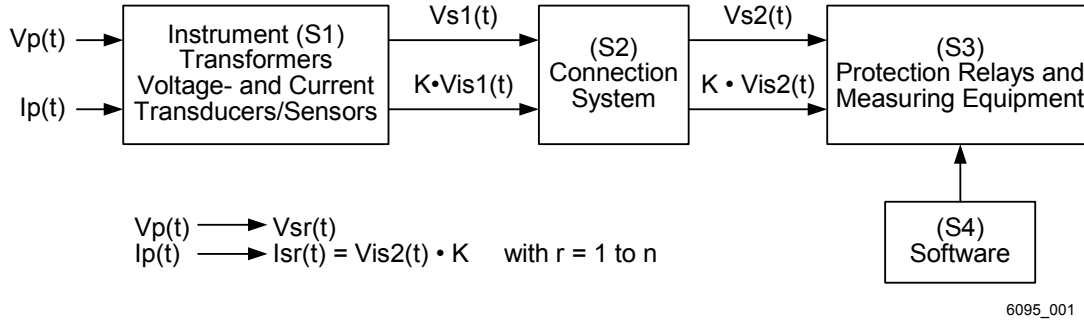 Vp(t)
Ip(t)
Instrument (S1)
Transformers
Voltage- and Current
Transducers/Sensors
Vs1(t)
K•Vis1(t)
(S2)
Connection
System
Vs2(t)
K • Vis2(t)
(S3)
Protection Relays and
Measuring Equipment
(S4)
Software
Vp(t) → Vsr(t)
Ip(t) → Isr(t) = Vis2(t) • K with r = 1 to n
6095_001